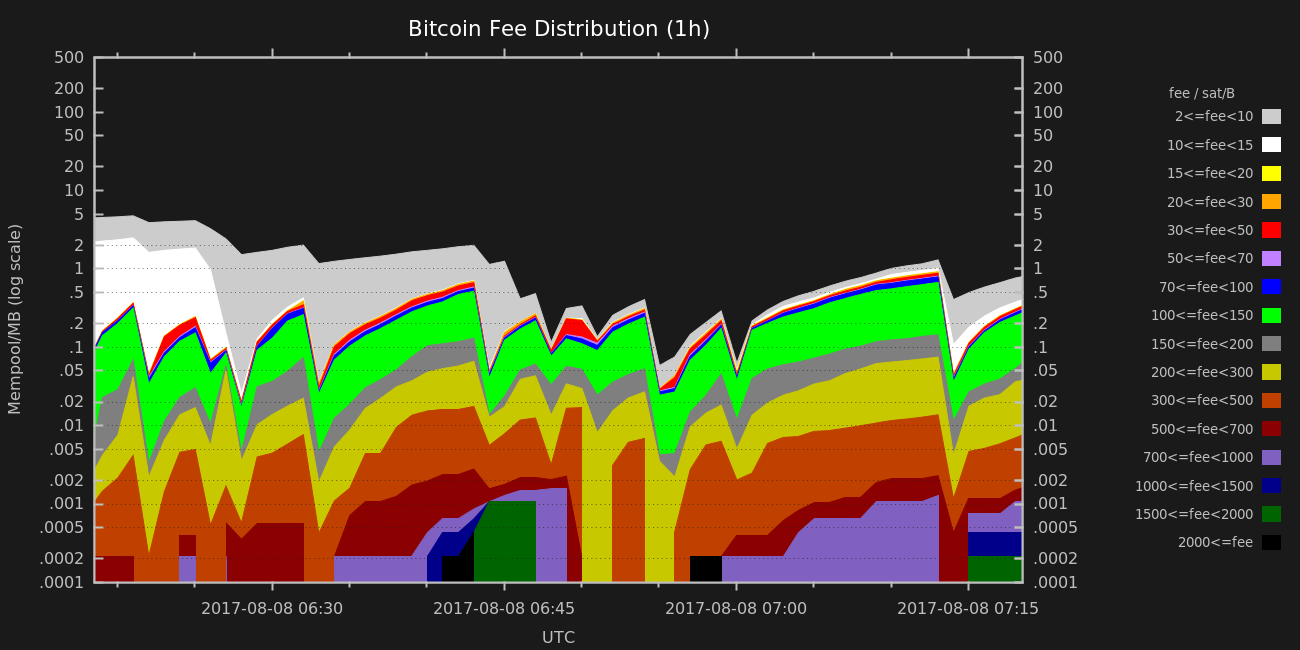 Bitcoin Fee Distribution (1h)
500
200
100
50
20
10
5
2
1
.5
.2
.1
.05
.02
.01
.005
.002
.001
.0005
.0002
.0001
Mempool/MB (log scale)
500
200
100
50
20
10
5
2
1
.5
.2
.1
.05
.02
.01
.005
.002
.001
.0005
.0002
.0001
2017-08-08 06:30
2017-08-08 06:45
2017-08-08 07:00
2017-08-08 07:15
UTC
fee / sat/B
2<=fee<10
10<=fee<15
15<=fee<20
20<=fee<30
30<=fee<50
50<=fee<70
70<=fee<100
100<=fee<150
150<=fee<200
200<=fee<300
300<=fee<500
500<=fee<700
700<=fee<1000
1000<=fee<1500
1500<=fee<2000
2000<=fee